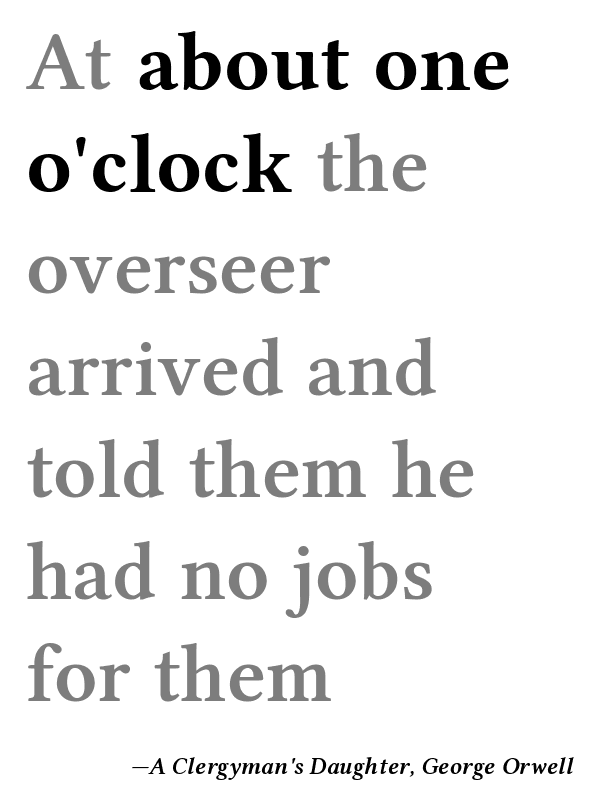 At about one
o'clock the
overseer
arrived and
told them he
had no jobs
for them
—A Clergyman's Daughter, George Orwell